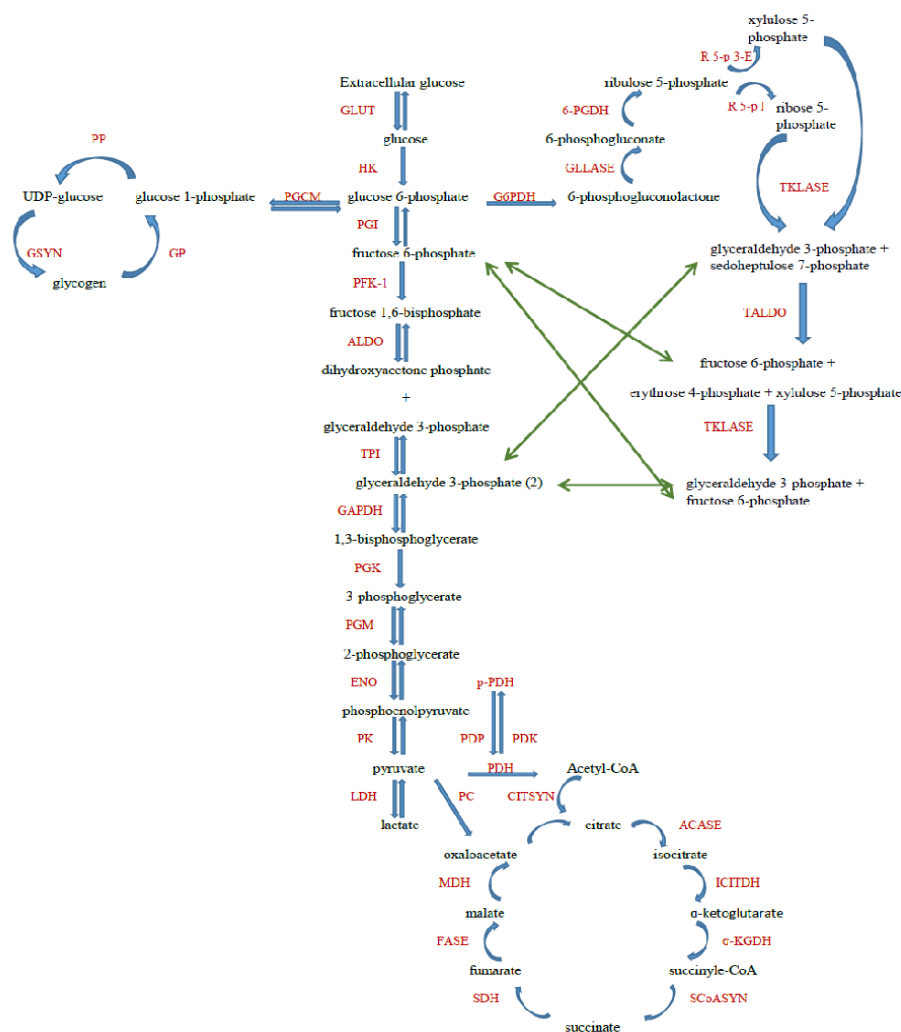 xylulose 5-
phosphate
R 5-p 3-E
Extracellular glucose
ribulose 5-phosphate
GLUT
6-PGDH
R 5-p I
ribose 5-
phosphate
glucose
6-phosphogluconate
PP
HK
GLLASE
TKLASE
UDP-glucose
glucose 1-phosphate
PGCM
glucose 6-phosphate
G6PDH
6-phosphogluconolactone
PGI
GSYN
GP
fructose 6-phosphate
glyceraldehyde 3-phosphate +
sedoheptulose 7-phosphate
glycogen
PFK-1
fructose 1,6-bisphosphate
TALDO
ALDO
dihydroxyacetone phosphate
fructose 6-phosphate +
+
erythrose 4-phosphate + xylulose 5-phosphate
glyceraldehyde 3-phosphate
TKLASE
TPI
glyceraldehyde 3-phosphate (2)
glyceraldehyde 3 phosphate +
fructose 6-phosphate
GAPDH
1,3-bisphosphoglycerate
PGK
3 phosphoglycerate
PGM
2-phosphoglycerate
ENO
p-PDH
phosphoenolpyruvate
PK
PDP
PDK
pyruvate
PDH
Acetyl-CoA
LDH
PC
CITSYN
lactate
citrate
ACASE
oxaloacetate
isocitrate
MDH
ICITDH
malate
α-ketoglutarate
FASE
α-KGDH
fumarate
succinyle-CoA
SDH
SCoASYN
succinate